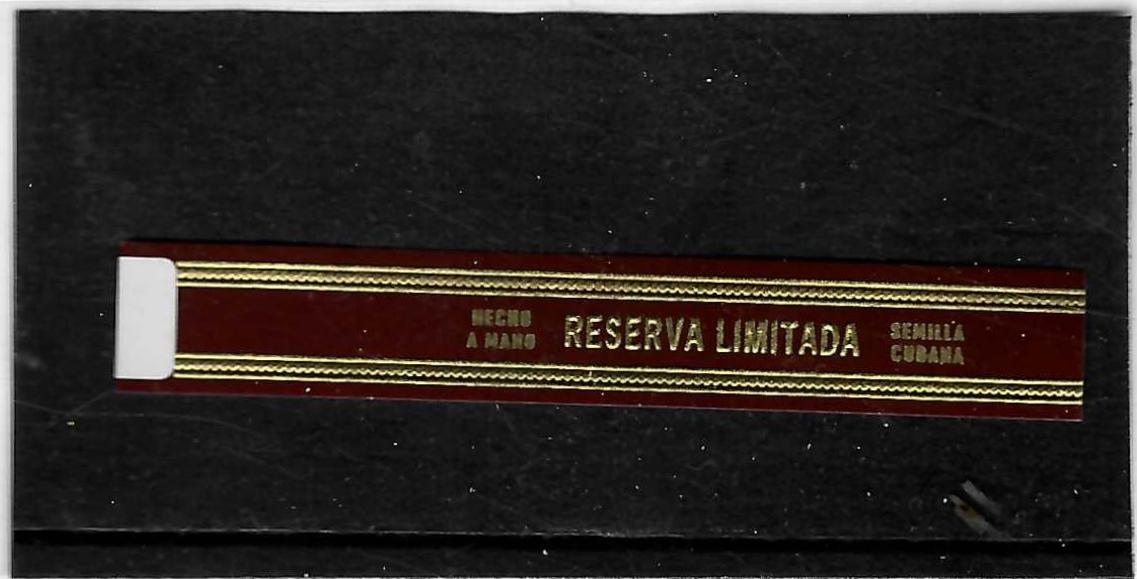 HECHO
A MANO
RESERVA LIMITADA
SEMILLA
CUBANA